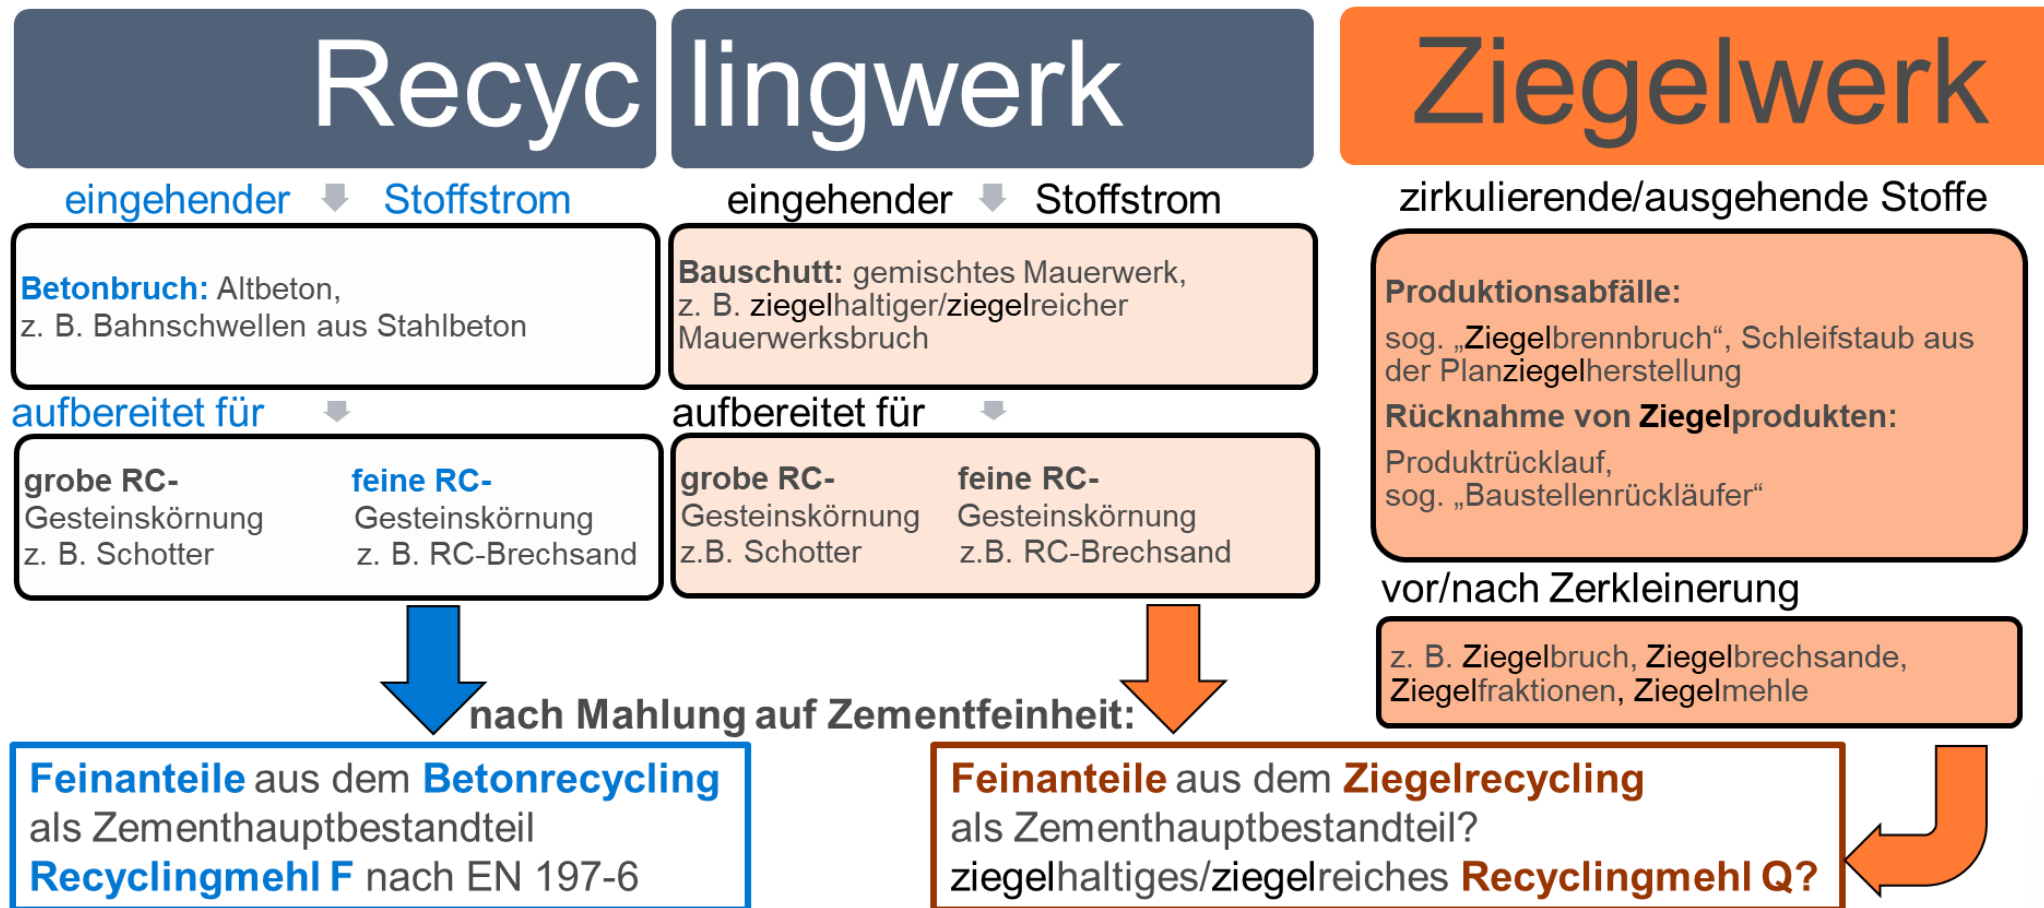 Recyclingwerk
eingehender Stoffstrom
Betonbruch: Altbeton,
z. B. Bahnschwellen aus Stahlbeton
aufbereitet für
grobe RC-
Gesteinskörnung
z. B. Schotter
feine RC-
Gesteinskörnung
z. B. RC-Brechsand
eingehender Stoffstrom
Bauschutt: gemischtes Mauerwerk,
z. B. ziegelhaltiger/ziegelreicher
Mauerwerksbruch
aufbereitet für
grobe RC-
Gesteinskörnung
z.B. Schotter
feine RC-
Gesteinskörnung
z.B. RC-Brechsand
Ziegelwerk
zirkulierende/ausgehende Stoffe
Produktionsabfälle:
sog. „Ziegelbrennbruch“, Schleifstaub aus
der Planziegelherstellung
Rücknahme von Ziegelprodukten:
Produktrücklauf,
sog. „Baustellenrückläufer“
vor/nach Zerkleinerung
z. B. Ziegelbruch, Ziegelbrechsande,
Ziegelfraktionen, Ziegelmehle
nach Mahlung auf Zementfeinheit:
Feinanteile aus dem Betonrecycling
als Zementhauptbestandteil
Recyclingmehl F nach EN 197-6
Feinanteile aus dem Ziegelrecycling
als Zementhauptbestandteil?
ziegelhaltiges/ziegelreiches Recyclingmehl Q?